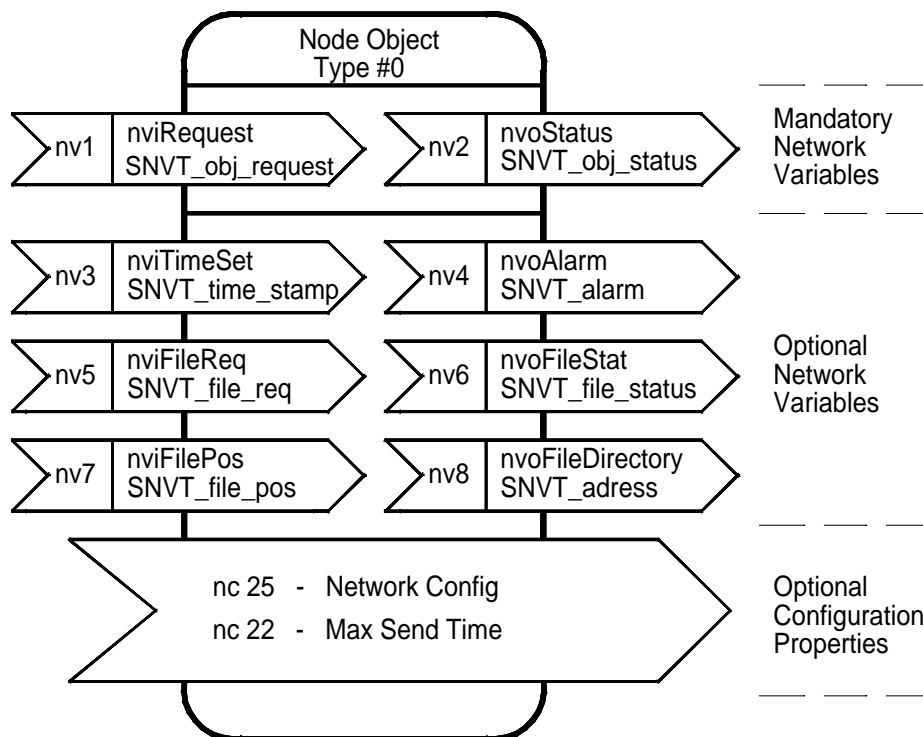 Node Object
Type #0
nv1
nviRequest
SNVT_obj_request
nv2
nvoStatus
SNVT_obj_status
Mandatory
Network
Variables
nv3
nviTimeSet
SNVT_time_stamp
nv4
nvoAlarm
SNVT_alarm
nv5
nviFileReq
SNVT_file_req
nv6
nvoFileStat
SNVT_file_status
Optional
Network
Variables
nv7
nviFilePos
SNVT_file_pos
nv8
nvoFileDirectory
SNVT_adress
nc 25 - Network Config
nc 22 - Max Send Time
Optional
Configuration
Properties